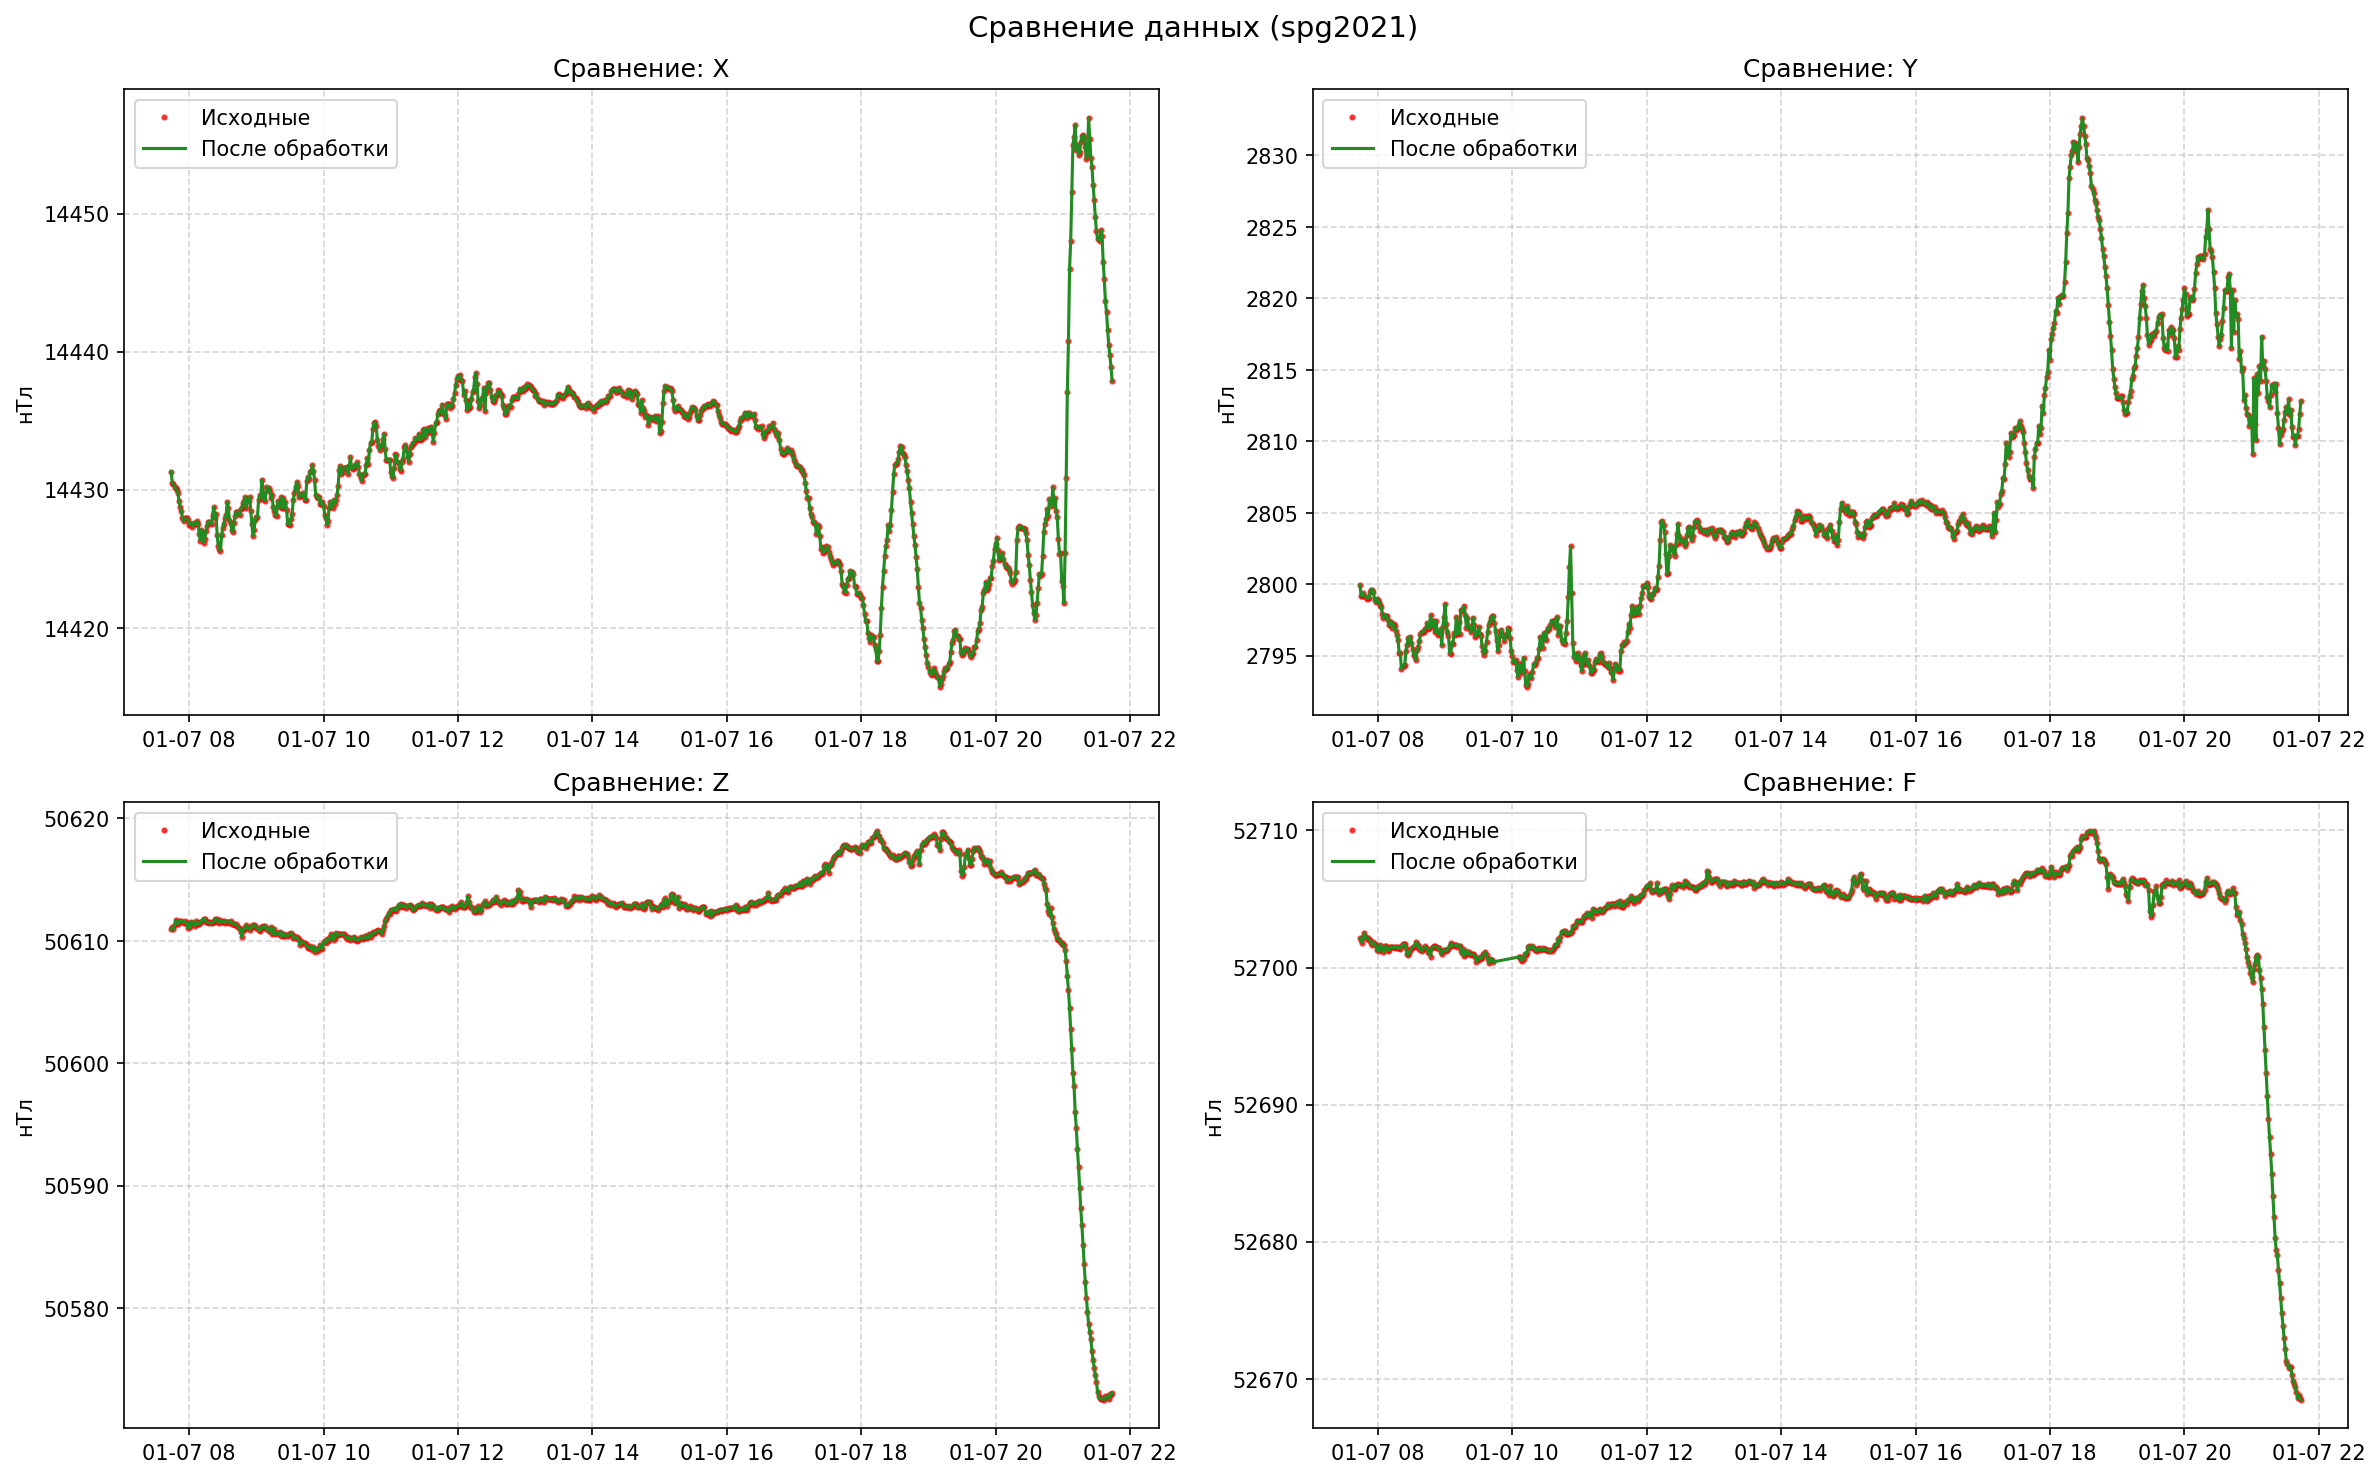 Сравнение данных (spg2021)
Сравнение: X
Исходные
После обработки
нТл
14450
14440
14430
14420
01-07 08 01-07 10 01-07 12 01-07 14 01-07 16 01-07 18 01-07 20 01-07 22
Сравнение: Y
Исходные
После обработки
нТл
2830
2825
2820
2815
2810
2805
2800
2795
01-07 08 01-07 10 01-07 12 01-07 14 01-07 16 01-07 18 01-07 20 01-07 22
Сравнение: Z
Исходные
После обработки
нТл
50620
50610
50600
50590
50580
01-07 08 01-07 10 01-07 12 01-07 14 01-07 16 01-07 18 01-07 20 01-07 22
Сравнение: F
Исходные
После обработки
нТл
52710
52700
52690
52680
52670
01-07 08 01-07 10 01-07 12 01-07 14 01-07 16 01-07 18 01-07 20 01-07 22